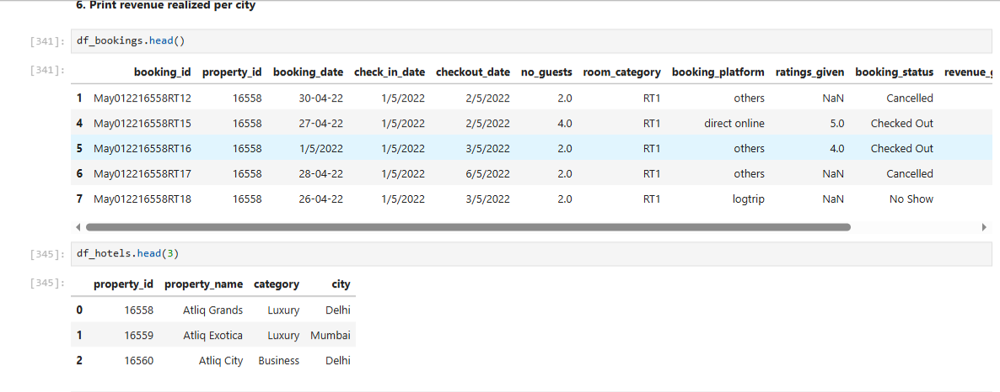 6. Print revenue realized per city
[341]: df_bookings.head()
[341]: booking_id property_id booking_date check_in_date checkout_date no_guests room_category booking_platform ratings_given booking_status revenue_g
1 May012216558RT12 16558 30-04-22 1/5/2022 2/5/2022 2.0 RT1 others NaN Cancelled
4 May012216558RT15 16558 27-04-22 1/5/2022 2/5/2022 4.0 RT1 direct online 5.0 Checked Out
5 May012216558RT16 16558 1/5/2022 1/5/2022 3/5/2022 2.0 RT1 others 4.0 Checked Out
6 May012216558RT17 16558 28-04-22 1/5/2022 6/5/2022 2.0 RT1 others NaN Cancelled
7 May012216558RT18 16558 26-04-22 1/5/2022 3/5/2022 2.0 RT1 logtrip NaN No Show
[345]: df_hotels.head(3)
[345]: property_id property_name category city
0 16558 Atliq Grands Luxury Delhi
1 16559 Atliq Exotica Luxury Mumbai
2 16560 Atliq City Business Delhi